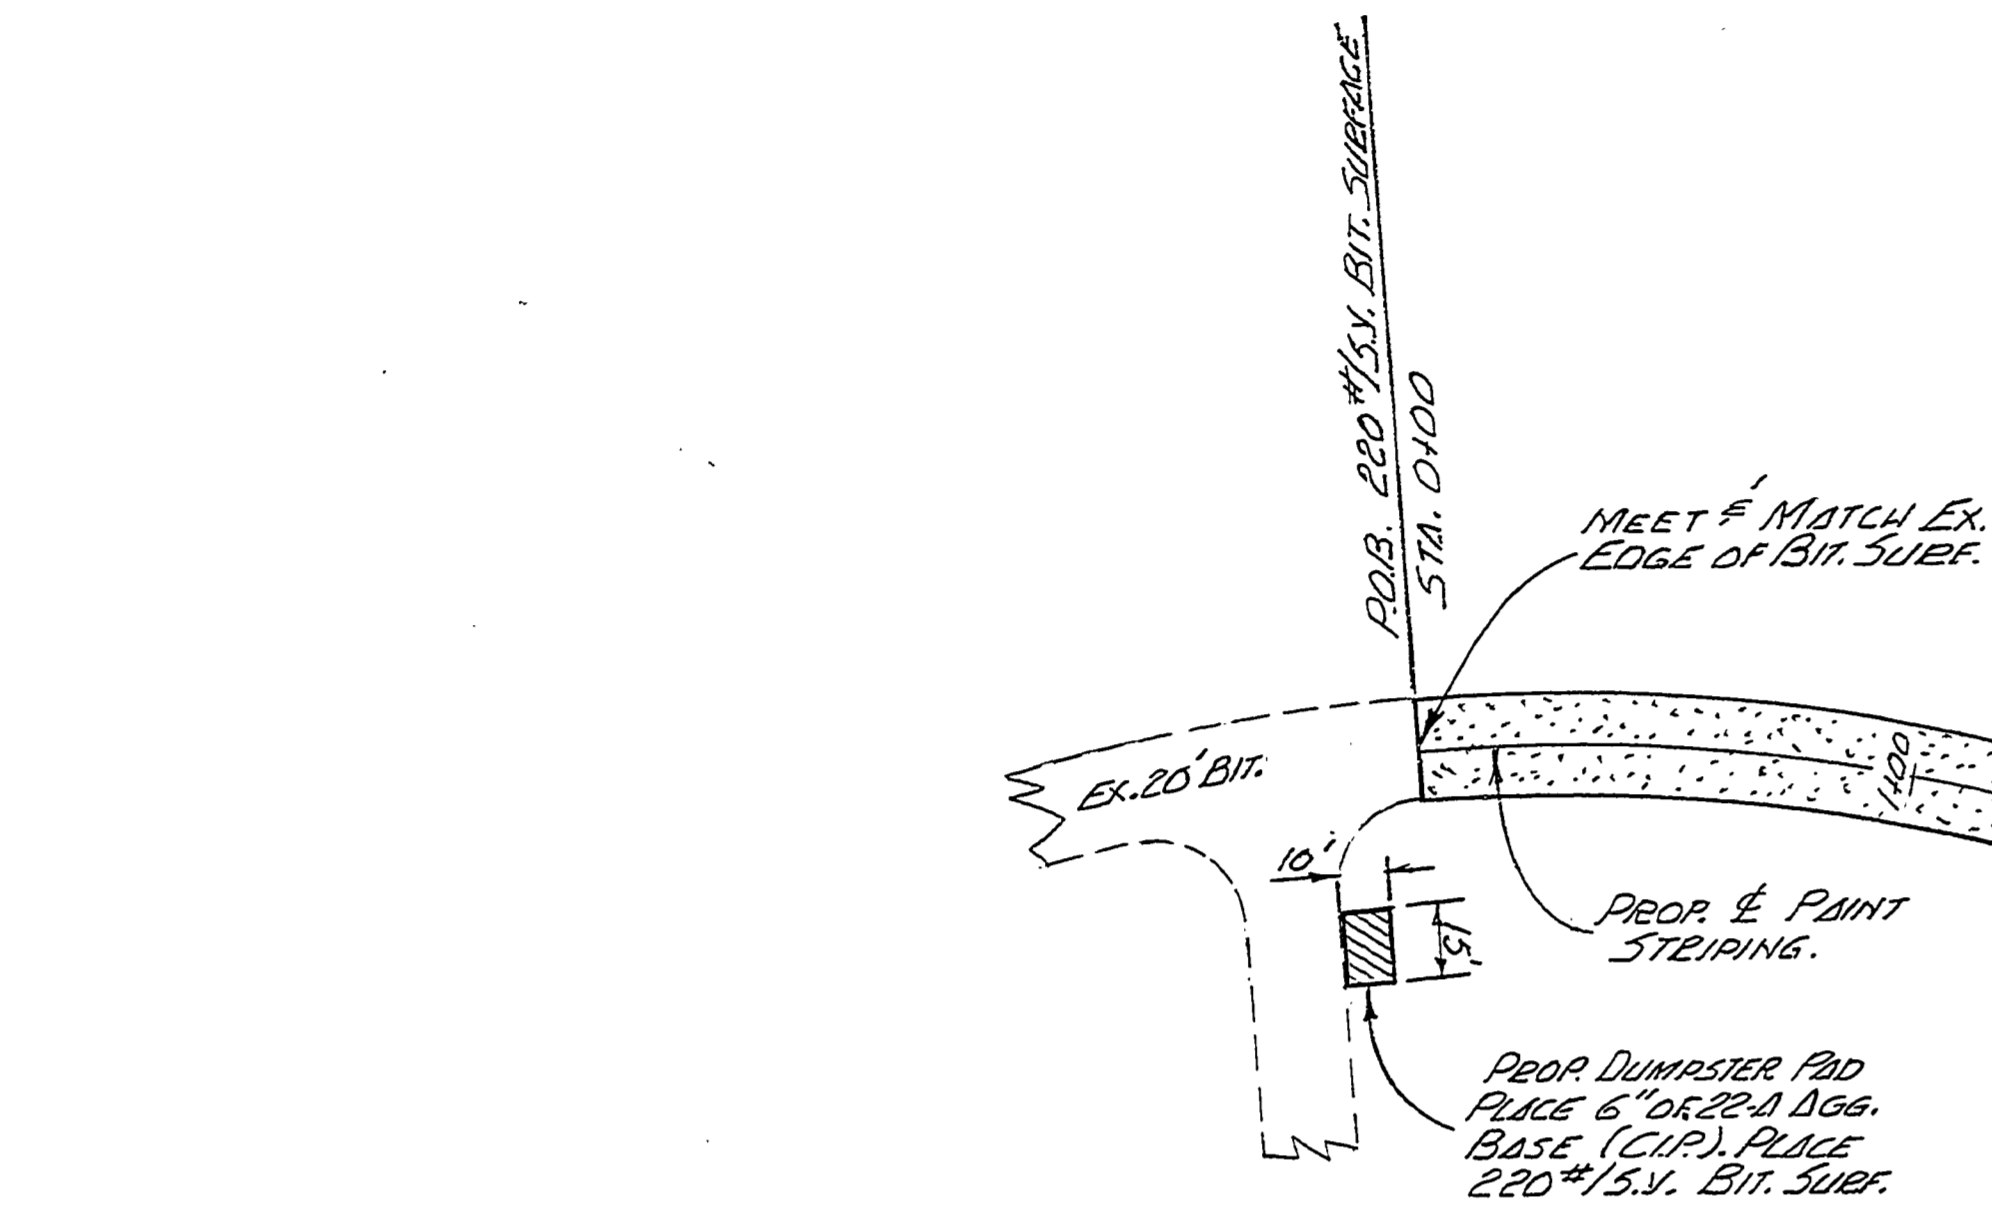 P.O.B. 220#/S.Y. BIT. SURFACE
STA. 0+00
MEET & MATCH EX.
EDGE OF BIT. SURF.
EX. 20' BIT.
1+00
10'
15'
PROP. ℄ PAINT
STRIPING.
PROP. DUMPSTER PAD
PLACE 6" OF 22-A AGG.
BASE (C.I.P.). PLACE
220#/S.Y. BIT. SURF.